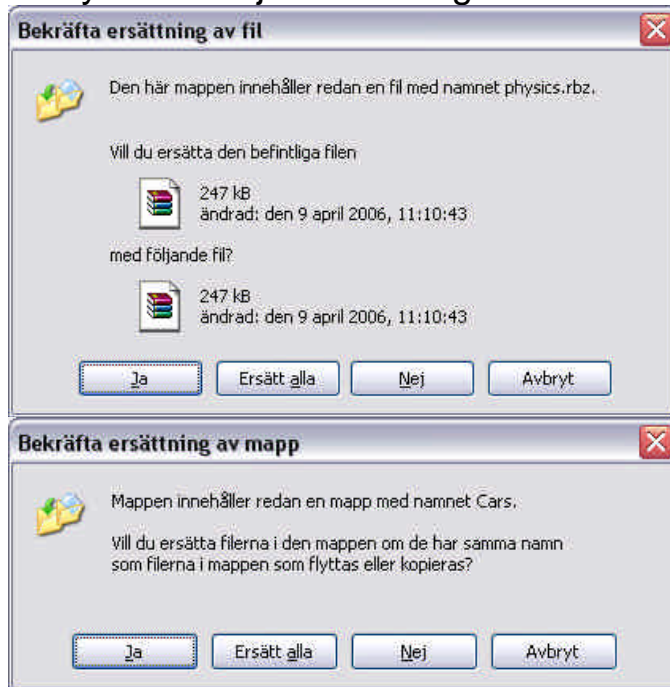 Bekräfta ersättning av fil
Den här mappen innehåller redan en fil med namnet physics.rbz.
Vill du ersätta den befintliga filen
247 kB
ändrad: den 9 april 2006, 11:10:43
med följande fil?
247 kB
ändrad: den 9 april 2006, 11:10:43
Ja Ersätt alla Nej Avbryt
Bekräfta ersättning av mapp
Mappen innehåller redan en mapp med namnet Cars.
Vill du ersätta filerna i den mappen om de har samma namn
som filerna i mappen som flyttas eller kopieras?
Ja Ersätt alla Nej Avbryt